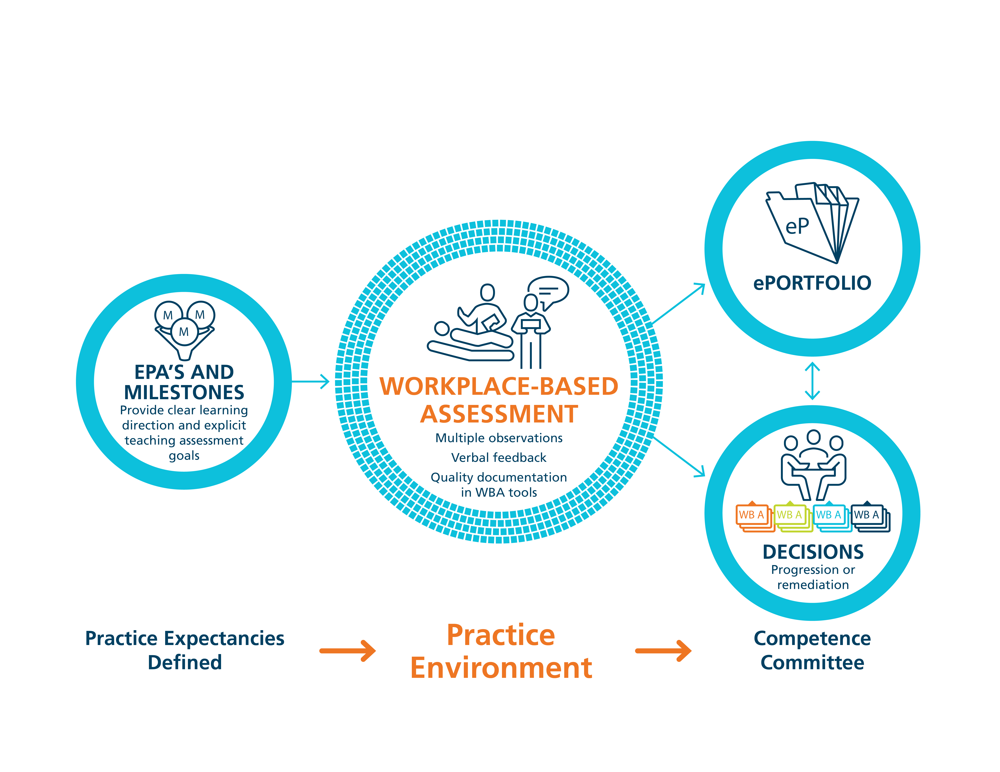 M
M
M
EPA'S AND
MILESTONES
Provide clear learning
direction and explicit
teaching assessment
goals
WORKPLACE-BASED
ASSESSMENT
Multiple observations
Verbal feedback
Quality documentation
in WBA tools
eP
ePORTFOLIO
WB A
WB A
WB A
WB A
DECISIONS
Progression or
remediation
Practice Expectancies
Defined
Practice
Environment
Competence
Committee